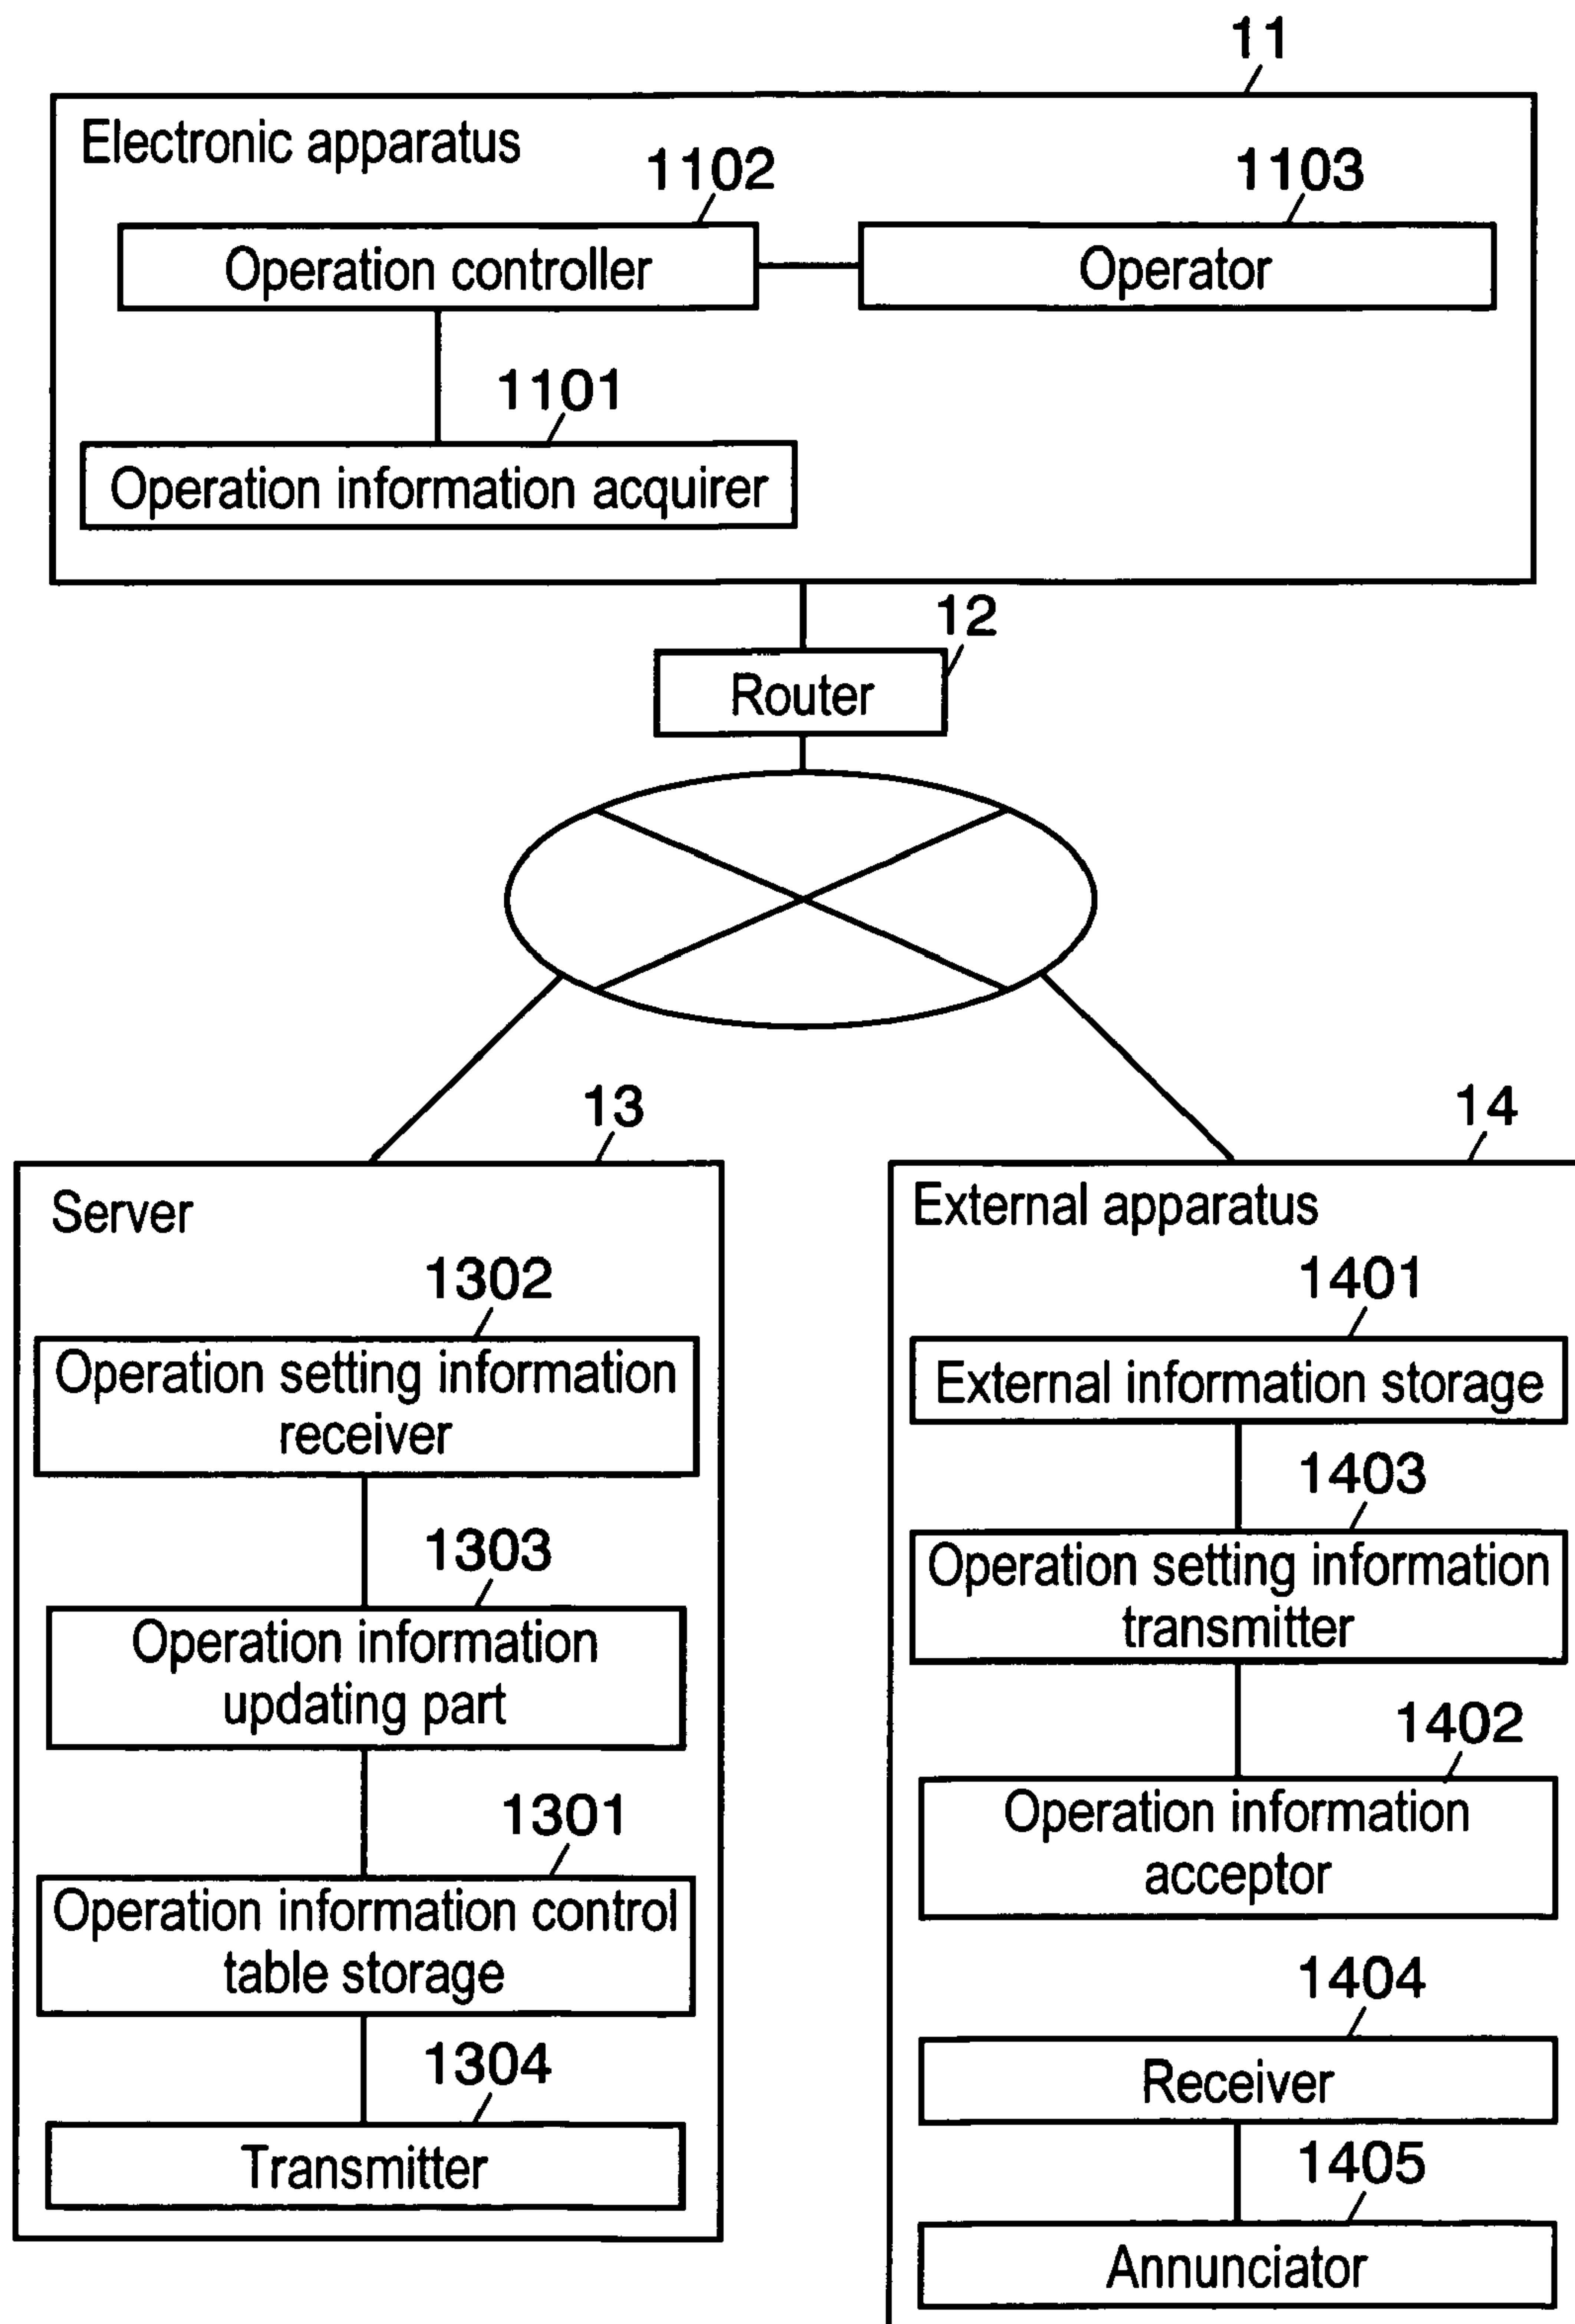 11
Electronic apparatus
1102
1103
Operation controller
Operator
1101
Operation information acquirer
12
Router
13
Server
1302
Operation setting information
receiver
1303
Operation information
updating part
1301
Operation information control
table storage
1304
Transmitter
14
External apparatus
1401
External information storage
1403
Operation setting information
transmitter
1402
Operation information
acceptor
1404
Receiver
1405
Annunciator